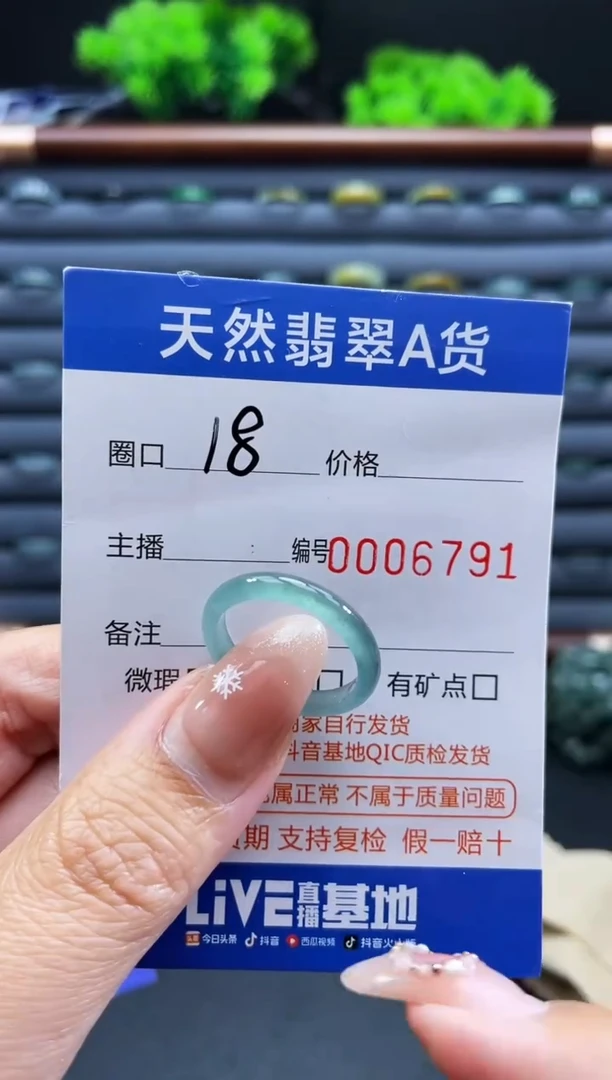 天然翡翠A货
圈口 18 价格
主播 : 编号0006791
备注
微瑕 有矿点□
商家自行发货
抖音基地QIC质检发货
属正常 不属于质量问题
期 支持复检 假一赔十
LiVE直播基地
今日头条 抖音 西瓜视频 抖音火山版